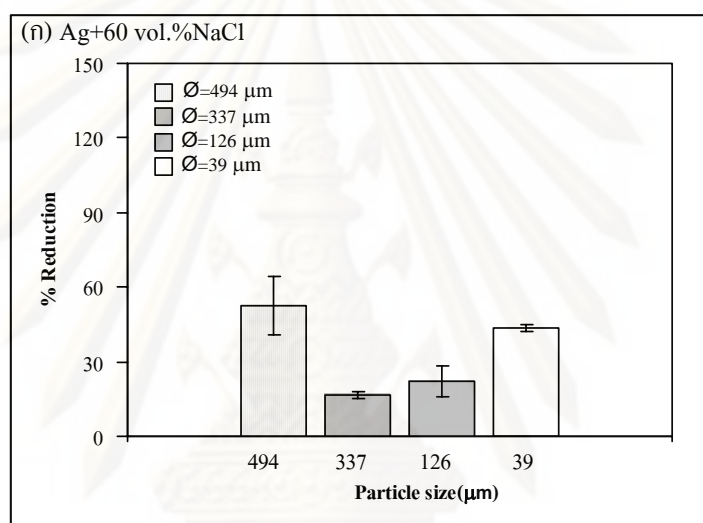 (ก) Ag+60 vol.%NaCl
150
120
90
60
30
0
% Reduction
Ø=494 μm
Ø=337 μm
Ø=126 μm
Ø=39 μm
494 337 126 39
Particle size(μm)